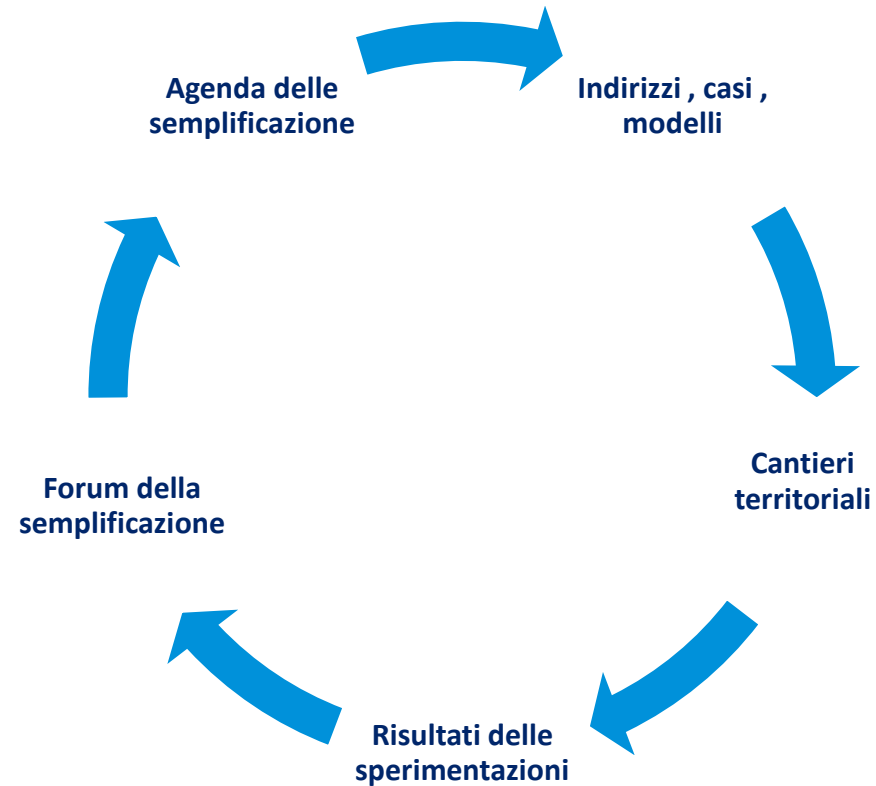 Agenda delle
semplificazione
Indirizzi , casi ,
modelli
Cantieri
territoriali
Risultati delle
sperimentazioni
Forum della
semplificazione